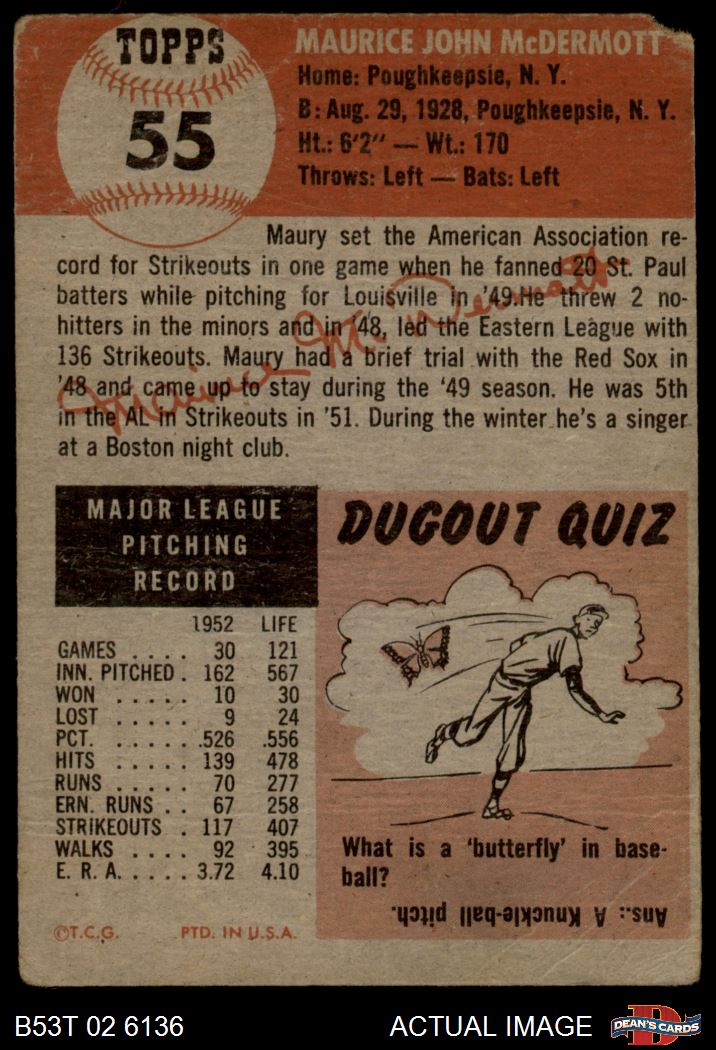 TOPPS
55
MAURICE JOHN McDERMOTT
Home: Poughkeepsie, N. Y.
B: Aug. 29, 1928, Poughkeepsie, N. Y.
Ht.: 6'2" — Wt.: 170
Throws: Left — Bats: Left
Maury set the American Association re-
cord for Strikeouts in one game when he fanned 20 St. Paul
batters while pitching for Louisville in '49.He threw 2 no-
hitters in the minors and in '48, led the Eastern League with
136 Strikeouts. Maury had a brief trial with the Red Sox in
'48 and came up to stay during the '49 season. He was 5th
in the AL in Strikeouts in '51. During the winter he's a singer
at a Boston night club.
Maurice McDermott
MAJOR LEAGUE
PITCHING
RECORD
1952 LIFE
GAMES . . . . 30 121
INN. PITCHED . 162 567
WON . . . . . 10 30
LOST . . . . . 9 24
PCT. . . . . . . .526 .556
HITS . . . . . 139 478
RUNS . . . . . 70 277
ERN. RUNS . . 67 258
STRIKEOUTS . 117 407
WALKS . . . . 92 395
E. R. A. . . . . . 3.72 4.10
©T.C.G. PTD. IN U.S.A.
DUGOUT QUIZ
What is a 'butterfly' in base-
ball?
Ans.: A Knuckle-ball pitch.
B53T 02 6136
ACTUAL IMAGE
D
DEAN'S CARDS